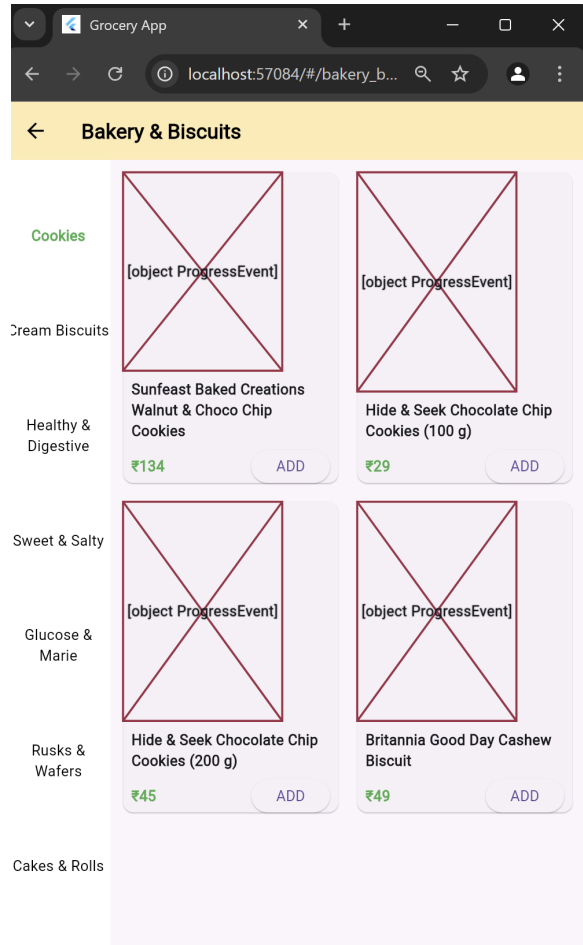 Grocery App
localhost:57084/#/bakery_b...
Bakery & Biscuits
Cookies
Cream Biscuits
Healthy &
Digestive
Sweet & Salty
Glucose &
Marie
Rusks &
Wafers
Cakes & Rolls
[object ProgressEvent]
Sunfeast Baked Creations
Walnut & Choco Chip
Cookies
₹134
ADD
[object ProgressEvent]
Hide & Seek Chocolate Chip
Cookies (100 g)
₹29
ADD
[object ProgressEvent]
Hide & Seek Chocolate Chip
Cookies (200 g)
₹45
ADD
[object ProgressEvent]
Britannia Good Day Cashew
Biscuit
₹49
ADD